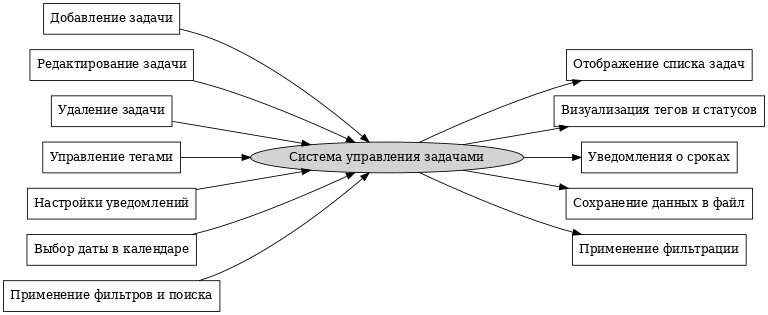 Добавление задачи
Редактирование задачи
Удаление задачи
Управление тегами
Настройки уведомлений
Выбор даты в календаре
Применение фильтров и поиска
Система управления задачами
Отображение списка задач
Визуализация тегов и статусов
Уведомления о сроках
Сохранение данных в файл
Применение фильтрации